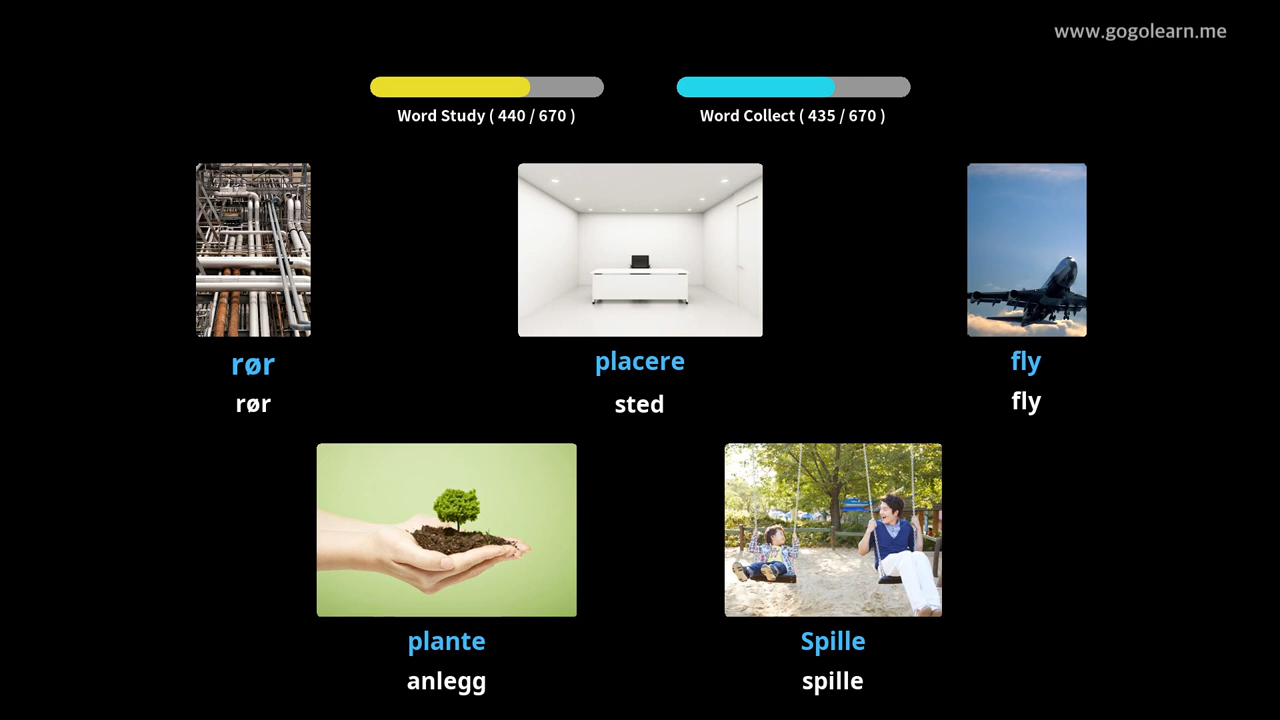 www.gogolearn.me
Word Study ( 440 / 670 )
Word Collect ( 435 / 670 )
rør
rør
placere
sted
fly
fly
plante
anlegg
Spille
spille